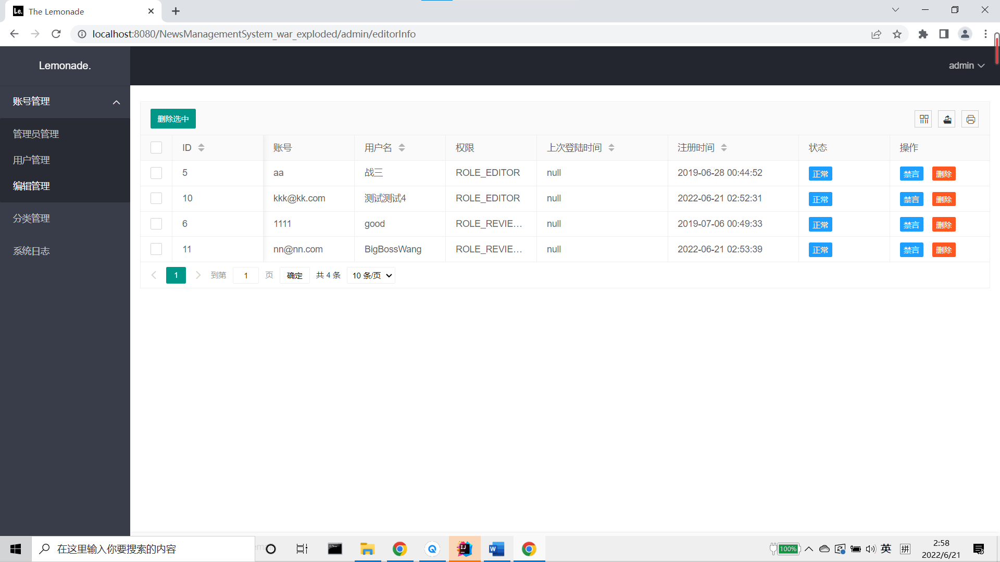 Le. The Lemonade
localhost:8080/NewsManagementSystem_war_exploded/admin/editorInfo
Lemonade.
admin
账号管理
管理员管理
用户管理
编辑管理
分类管理
系统日志
删除选中
ID 账号 用户名 权限 上次登陆时间 注册时间 状态 操作
5 aa 战三 ROLE_EDITOR null 2019-06-28 00:44:52 正常 禁言 删除
10 kkk@kk.com 测试测试4 ROLE_EDITOR null 2022-06-21 02:52:31 正常 禁言 删除
6 1111 good ROLE_REVIE... null 2019-07-06 00:49:33 正常 禁言 删除
11 nn@nn.com BigBossWang ROLE_REVIE... null 2022-06-21 02:53:39 正常 禁言 删除
1 到第 1 页 确定 共 4 条 10 条/页
在这里输入你要搜索的内容
100% 英 拼
2:58
2022/6/21